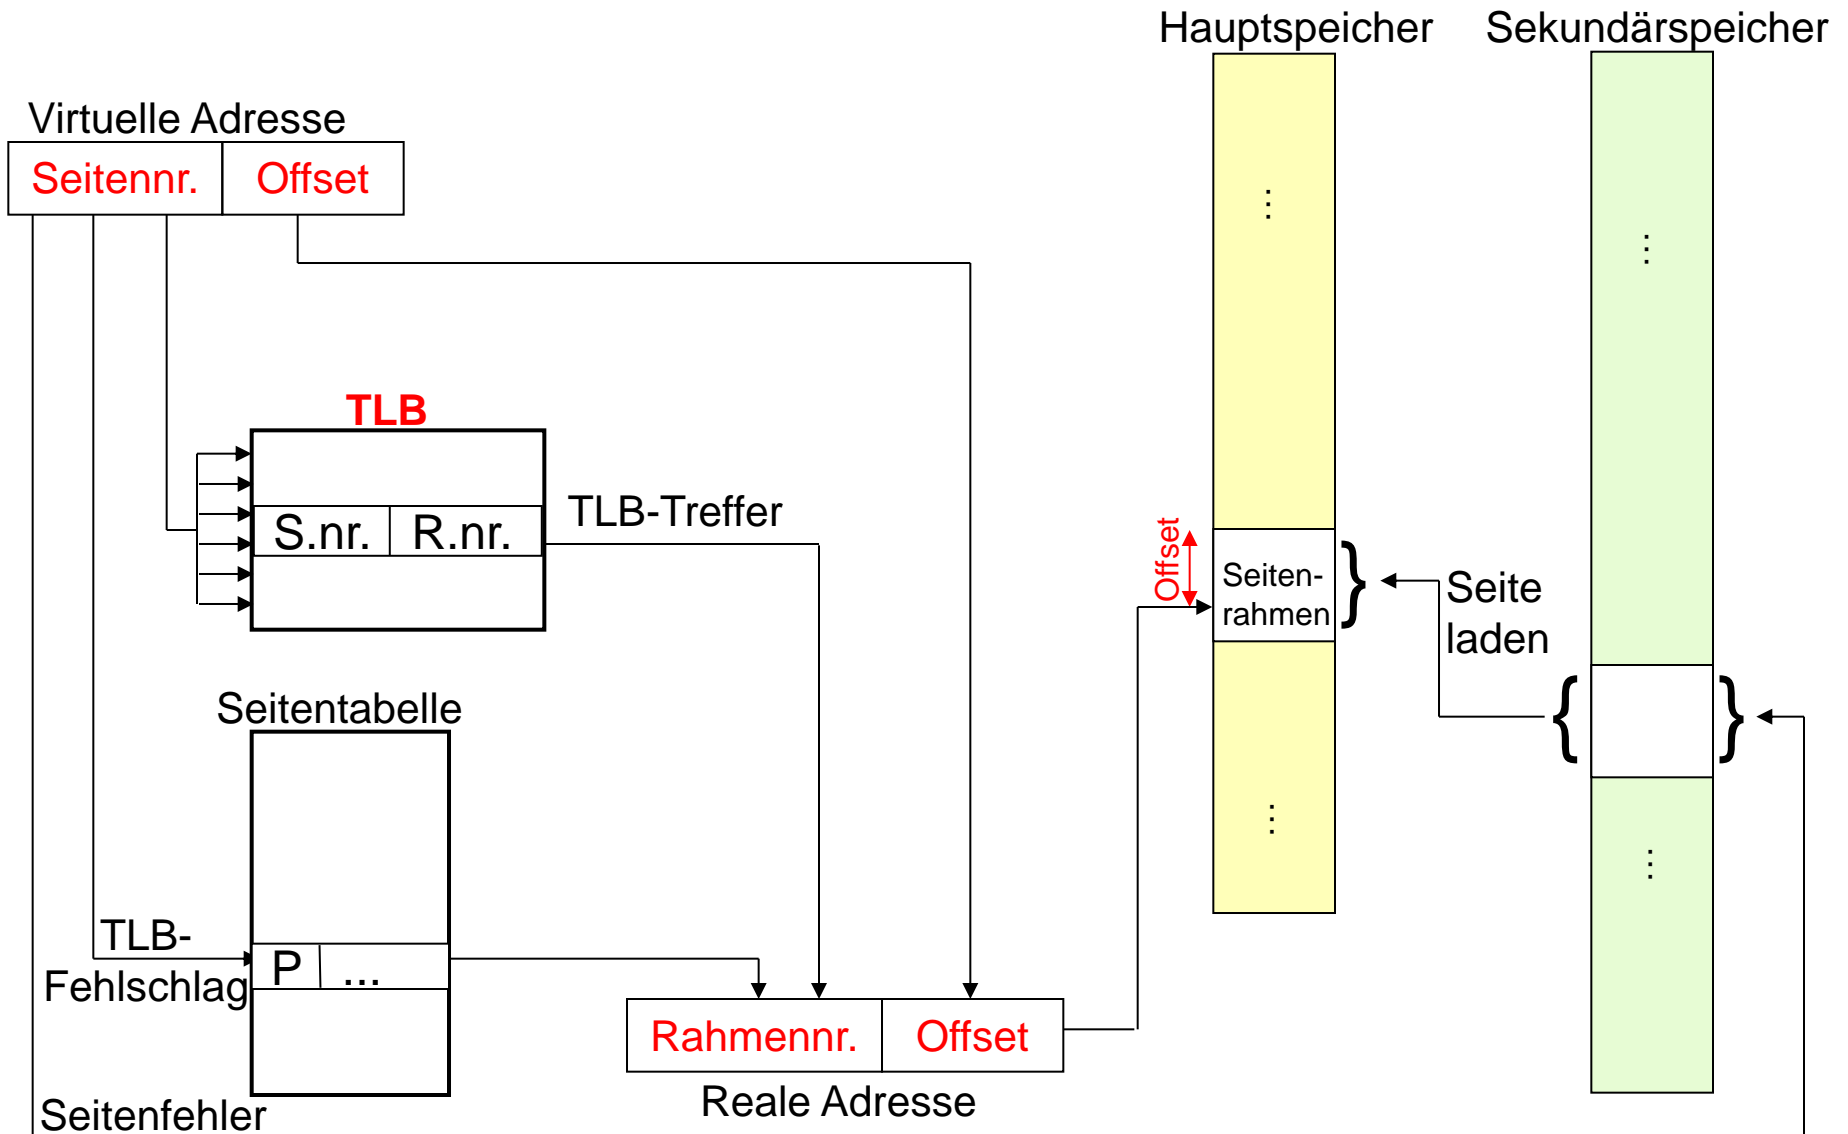 Hauptspeicher
Sekundärspeicher
Virtuelle Adresse
Seitennr.
Offset
...
...
TLB
S.nr.
R.nr.
TLB-Treffer
Offset
Seiten-
rahmen
}
Seite
laden
{
}
Seitentabelle
...
...
TLB-
Fehlschlag
P
...
Rahmennr.
Offset
Reale Adresse
Seitenfehler